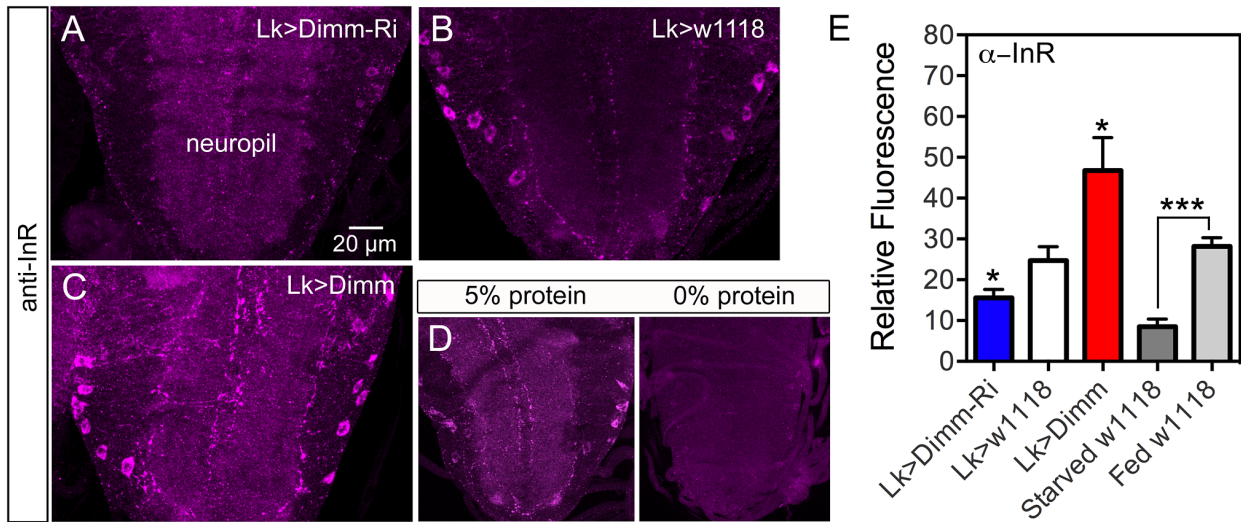 A
Lk>Dimm-Ri
neuropil
20 µm
B
Lk>w1118
anti-InR
C
Lk>Dimm
5% protein
0% protein
D
E
α–InR
Relative Fluorescence
80
70
60
50
40
30
20
10
0
*
*
***
Lk>Dimm-Ri
Lk>w1118
Lk>Dimm
Starved w1118
Fed w1118